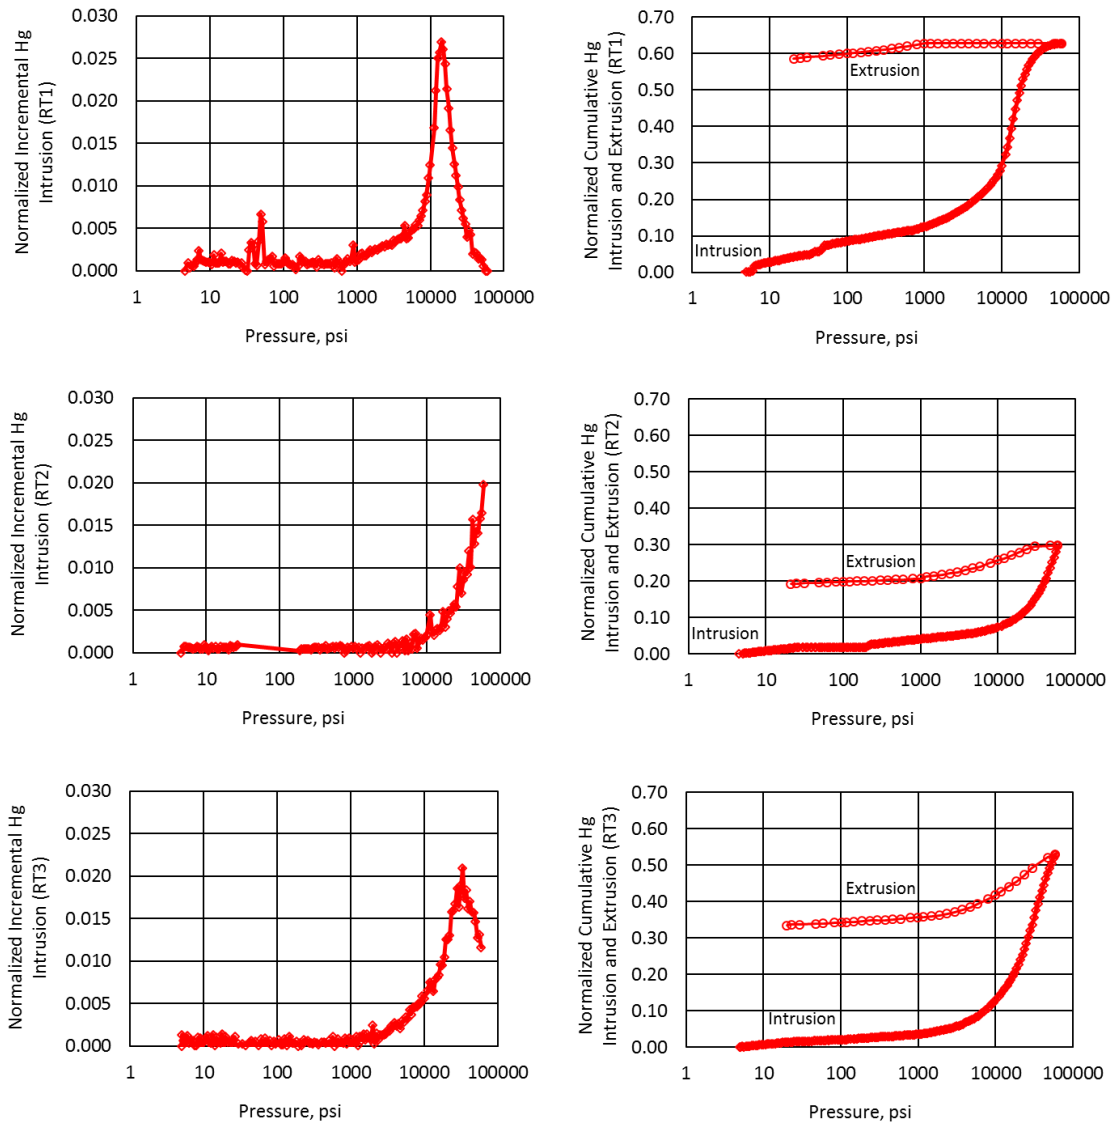 Normalized Incremental Hg
Intrusion (RT1)
0.030
0.025
0.020
0.015
0.010
0.005
0.000
1 10 100 1000 10000 100000
Pressure, psi
Normalized Cumulative Hg
Intrusion and Extrusion (RT1)
0.70
0.60
0.50
0.40
0.30
0.20
0.10
0.00
Extrusion
Intrusion
1 10 100 1000 10000 100000
Pressure, psi
Normalized Incremental Hg
Intrusion (RT2)
0.030
0.025
0.020
0.015
0.010
0.005
0.000
1 10 100 1000 10000 100000
Pressure, psi
Normalized Cumulative Hg
Intrusion and Extrusion (RT2)
0.70
0.60
0.50
0.40
0.30
0.20
0.10
0.00
Extrusion
Intrusion
1 10 100 1000 10000 100000
Pressure, psi
Normalized Incremental Hg
Intrusion (RT3)
0.030
0.025
0.020
0.015
0.010
0.005
0.000
1 10 100 1000 10000 100000
Pressure, psi
Normalized Cumulative Hg
Intrusion and Extrusion (RT3)
0.70
0.60
0.50
0.40
0.30
0.20
0.10
0.00
Extrusion
Intrusion
1 10 100 1000 10000 100000
Pressure, psi